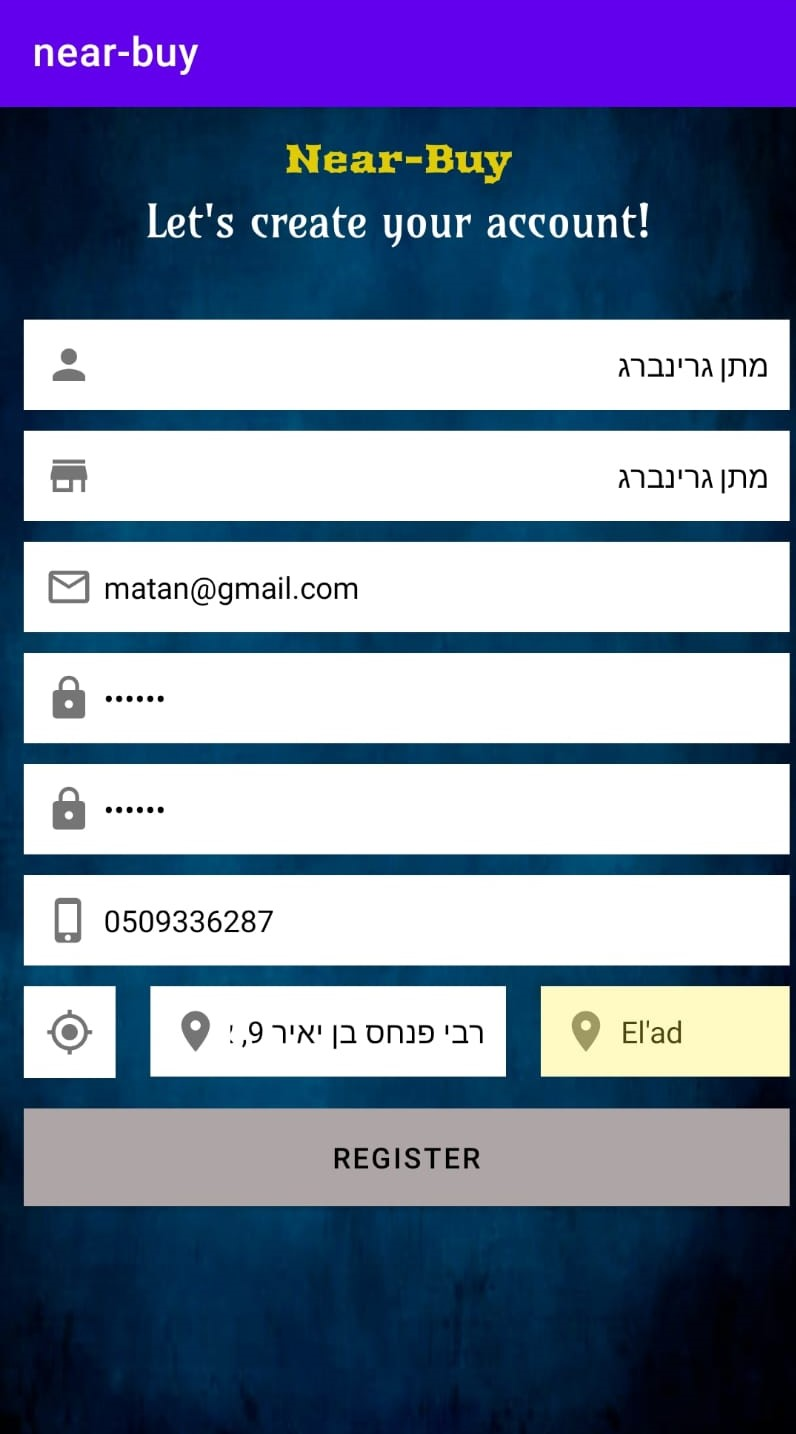 near-buy
Near-Buy
Let's create your account!
מתן גרינברג
מתן גרינברג
matan@gmail.com
••••••
••••••
0509336287
רבי פנחס בן יאיר 9,
El'ad
REGISTER